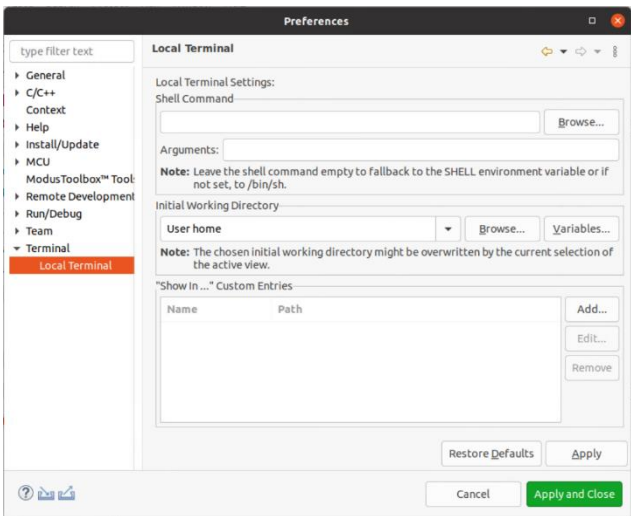 Preferences
type filter text
General
C/C++
Context
Help
Install/Update
MCU
ModusToolbox™ Tool
Remote Development
Run/Debug
Team
Terminal
Local Terminal
Local Terminal
Local Terminal Settings:
Shell Command
Browse...
Arguments:
Note: Leave the shell command empty to fallback to the SHELL environment variable or if
not set, to /bin/sh.
Initial Working Directory
User home
Browse...
Variables...
Note: The chosen initial working directory might be overwritten by the current selection of
the active view.
"Show In ..." Custom Entries
Name Path
Add...
Edit...
Remove
Restore Defaults
Apply
Cancel
Apply and Close